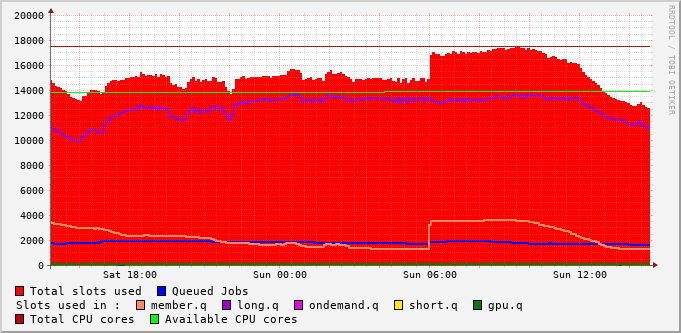 20000
18000
16000
14000
12000
10000
8000
6000
4000
2000
0
Sat 18:00 Sun 00:00 Sun 06:00 Sun 12:00
RRDTOOL / TOBI OETIKER
Total slots used Queued Jobs
Slots used in : member.q long.q ondemand.q short.q gpu.q
Total CPU cores Available CPU cores